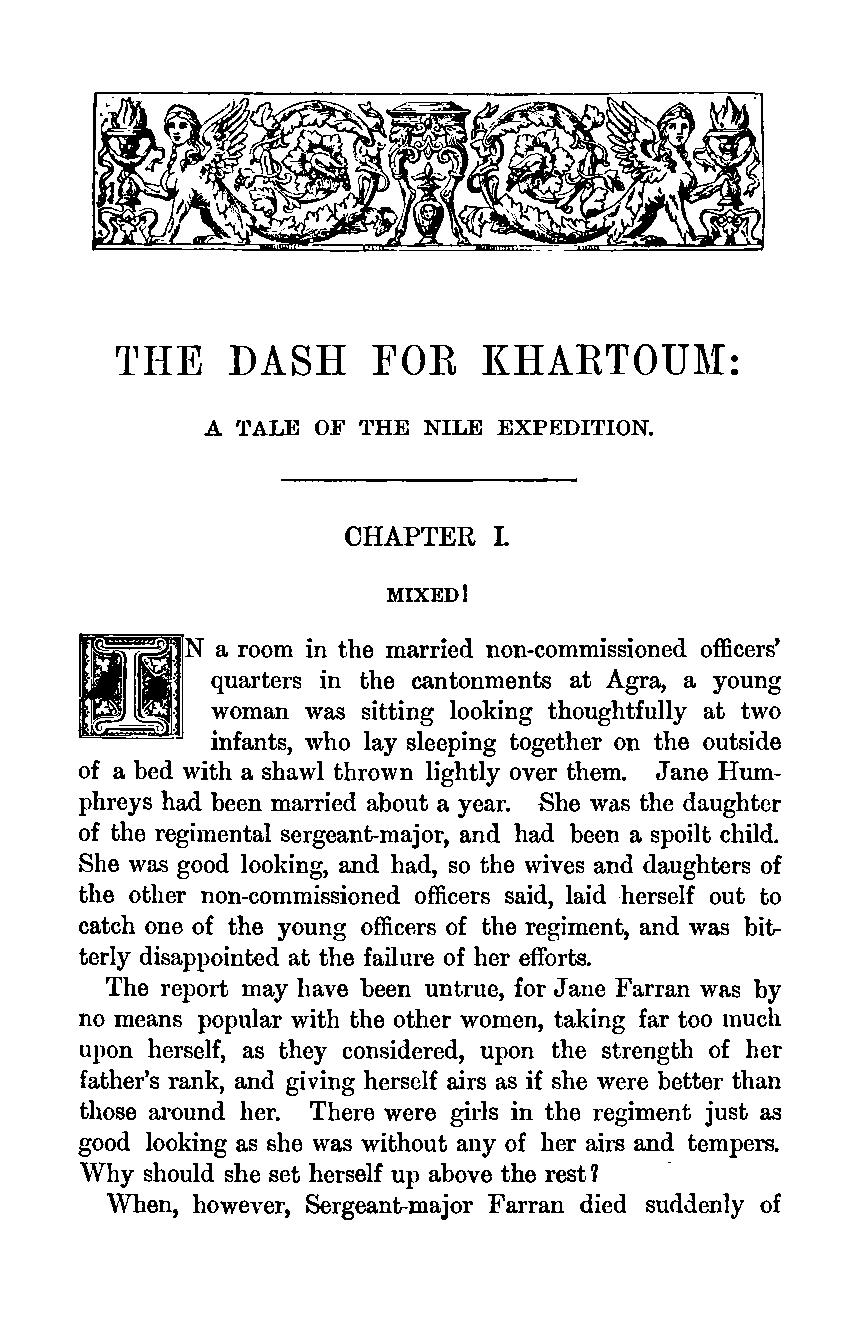 THE DASH FOR KHARTOUM:
A TALE OF THE NILE EXPEDITION.
CHAPTER I.
MIXED!
IN a room in the married non-commissioned officers'
quarters in the cantonments at Agra, a young
woman was sitting looking thoughtfully at two
infants, who lay sleeping together on the outside
of a bed with a shawl thrown lightly over them. Jane Hum-
phreys had been married about a year. She was the daughter
of the regimental sergeant-major, and had been a spoilt child.
She was good looking, and had, so the wives and daughters of
the other non-commissioned officers said, laid herself out to
catch one of the young officers of the regiment, and was bit-
terly disappointed at the failure of her efforts.
The report may have been untrue, for Jane Farran was by
no means popular with the other women, taking far too much
upon herself, as they considered, upon the strength of her
father's rank, and giving herself airs as if she were better than
those around her. There were girls in the regiment just as
good looking as she was without any of her airs and tempers.
Why should she set herself up above the rest?
When, however, Sergeant-major Farran died suddenly of